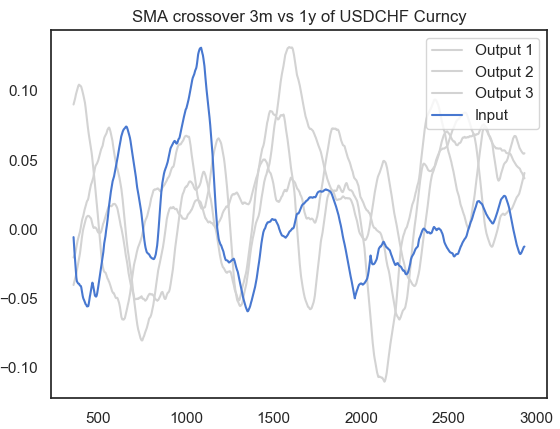 SMA crossover 3m vs 1y of USDCHF Curncy
Output 1
Output 2
Output 3
Input
0.10
0.05
0.00
−0.05
−0.10
500
1000
1500
2000
2500
3000